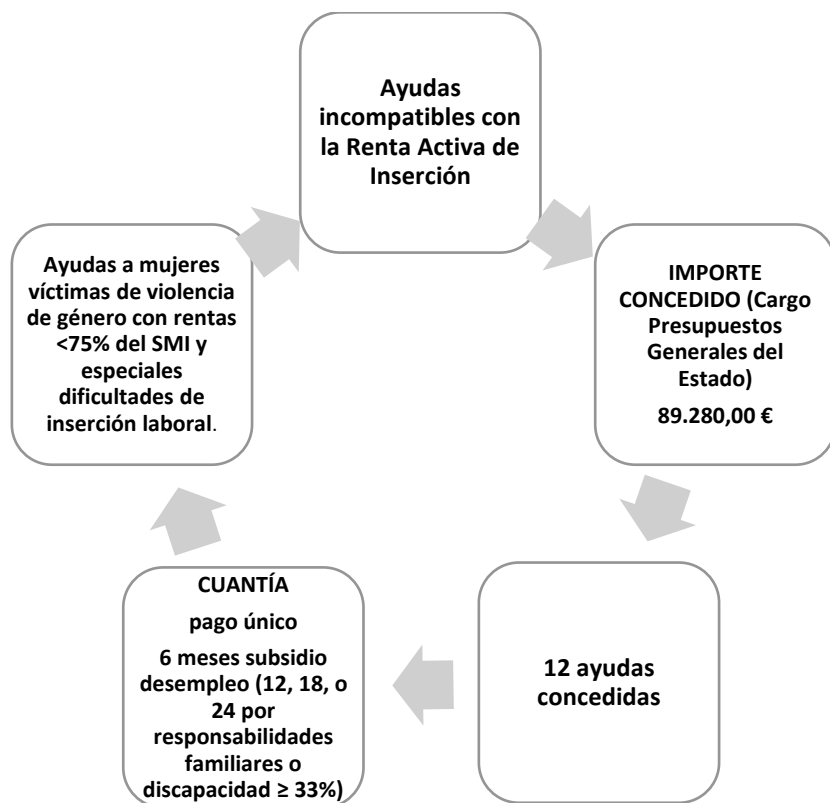 Ayudas
incompatibles con
la Renta Activa de
Inserción
IMPORTE
CONCEDIDO (Cargo
Presupuestos
Generales del
Estado)
89.280,00 €
12 ayudas
concedidas
CUANTÍA
pago único
6 meses subsidio
desempleo (12, 18, o
24 por
responsabilidades
familiares o
discapacidad ≥ 33%)
Ayudas a mujeres
víctimas de violencia
de género con rentas
<75% del SMI y
especiales
dificultades de
inserción laboral.